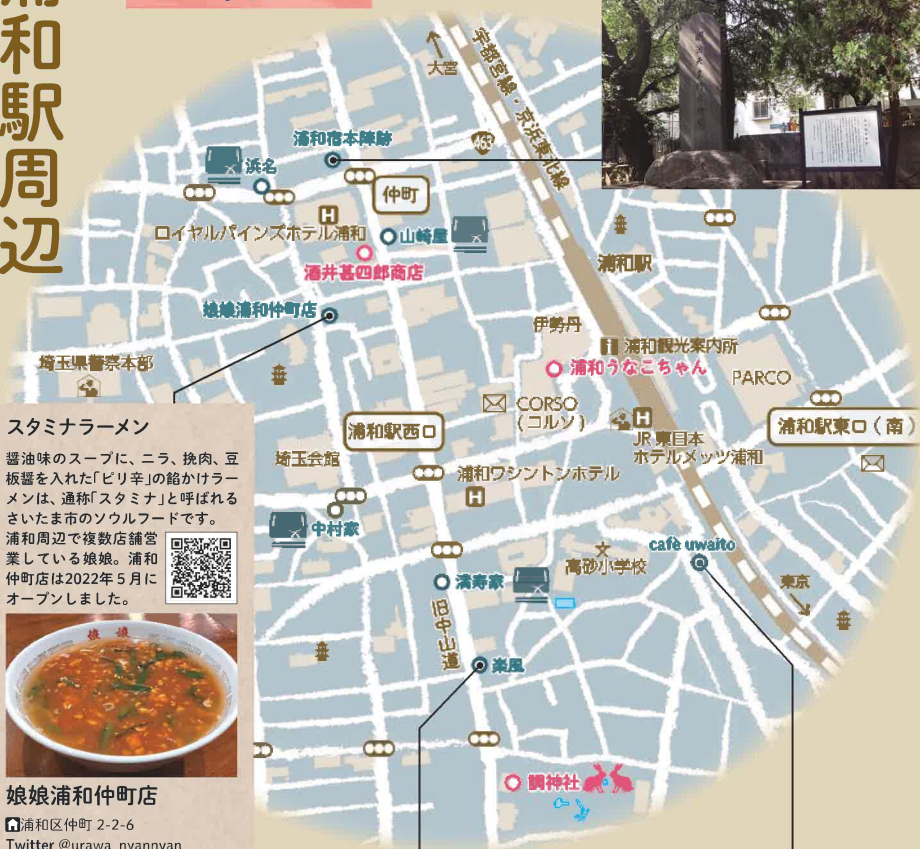 浦和駅周辺
大宮
宇都宮線・京浜東北線
463
浦和宿本陣跡
浜名
仲町
ロイヤルパインズホテル浦和
H
山崎屋
酒井甚四郎商店
浦和駅
娘娘浦和仲町店
伊勢丹
浦和観光案内所
浦和うなこちゃん
PARCO
埼玉県警察本部
CORSO
(コルソ)
浦和駅西口
浦和駅東口(南)
H
JR東日本
ホテルメッツ浦和
埼玉会館
浦和ワシントンホテル
H
中村家
高砂小学校
cafè uwaito
満寿家
東京
旧中山道
楽風
調神社
スタミナラーメン
醤油味のスープに、ニラ、挽肉、豆
板醤を入れた「ピリ辛」の餡かけラー
メンは、通称「スタミナ」と呼ばれる
さいたま市のソウルフードです。
浦和周辺で複数店舗営
業している娘娘。浦和
仲町店は2022年5月に
オープンしました。
娘娘
娘娘浦和仲町店
浦和区仲町 2-2-6
Twitter @urawa_nyannyan